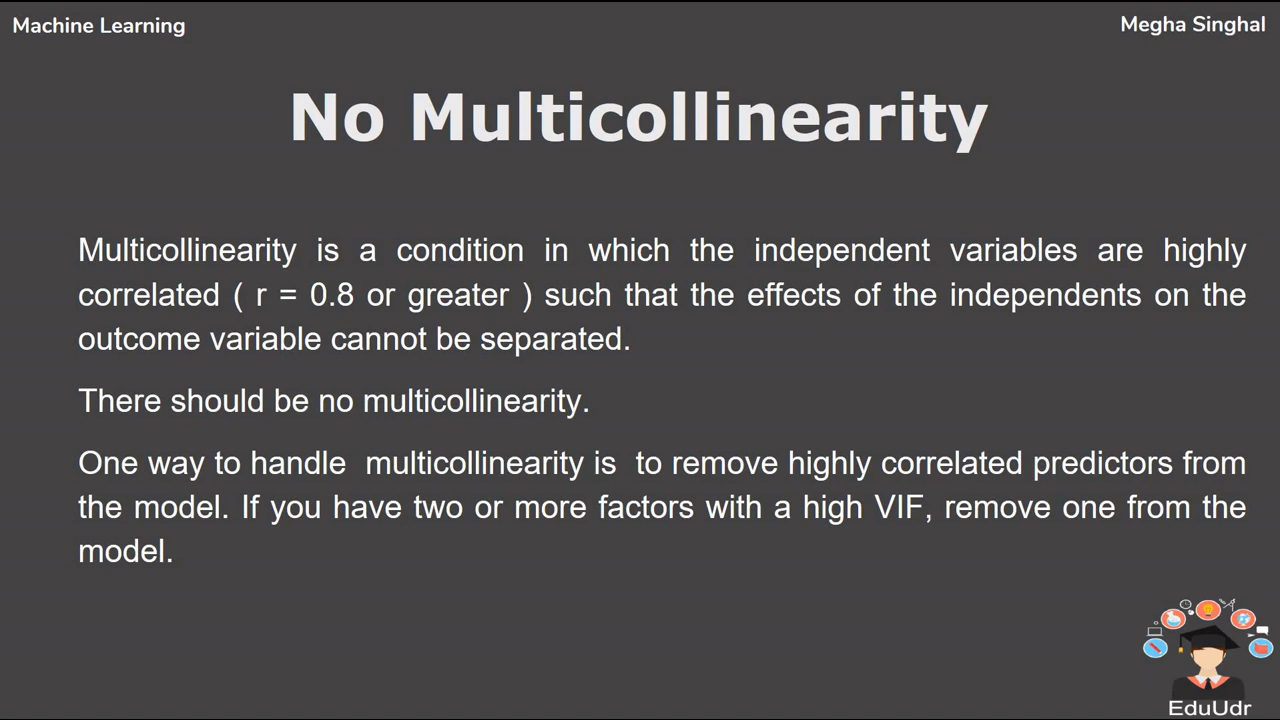 Machine Learning
Megha Singhal
No Multicollinearity
Multicollinearity is a condition in which the independent variables are highly
correlated ( r = 0.8 or greater ) such that the effects of the independents on the
outcome variable cannot be separated.
There should be no multicollinearity.
One way to handle  multicollinearity is  to remove highly correlated predictors from
the model. If you have two or more factors with a high VIF, remove one from the
model.
EduUdr